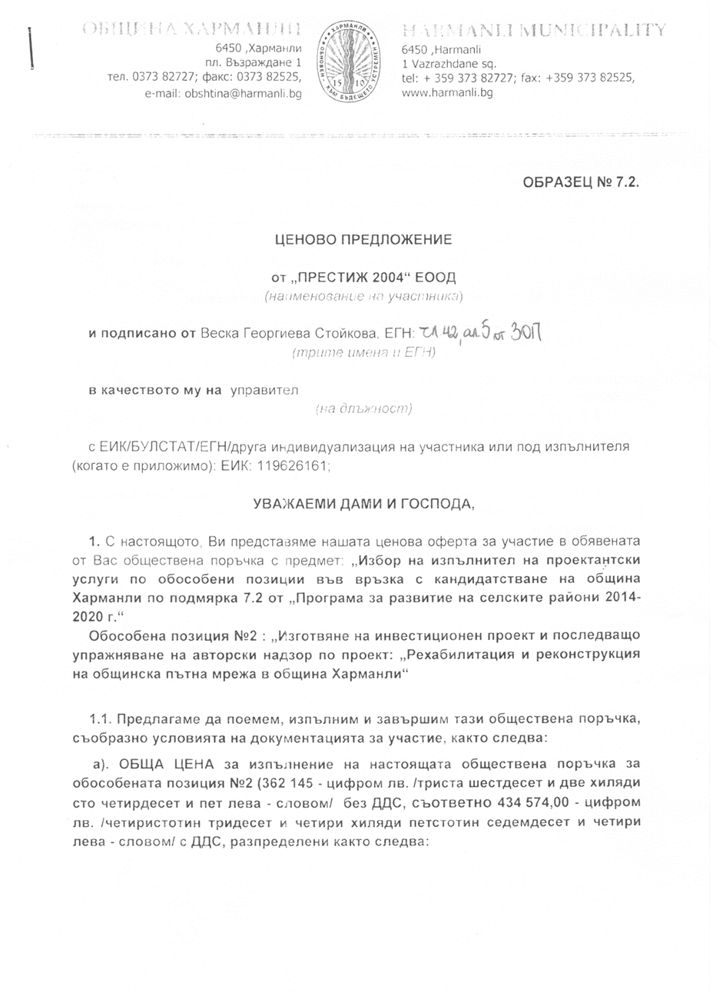 ОБЩИНА ХАРМАНЛИ
6450 ,Харманли
пл. Възраждане 1
тел. 0373 82727; факс: 0373 82525,
e-mail: obshtina@harmanli.bg
ХАРМАНЛИ
ОБНОВЕН
КЪМ БЪДЕЩЕТО УСТРЕМЕН
1510
HARMANLI MUNICIPALITY
6450 ,Harmanli
1 Vazrazhdane sq.
tel: + 359 373 82727; fax: +359 373 82525,
www.harmanli.bg
ОБРАЗЕЦ № 7.2.
ЦЕНОВО ПРЕДЛОЖЕНИЕ
от „ПРЕСТИЖ 2004“ ЕООД
(наименование на участника)
и подписано от Веска Георгиева Стойкова, ЕГН: чл 42, ал 5 от ЗОП
(трите имена и ЕГН)
в качеството му на управител
(на длъжност)
с ЕИК/БУЛСТАТ/ЕГН/друга индивидуализация на участника или под изпълнителя
(когато е приложимо): ЕИК: 119626161;
УВАЖАЕМИ ДАМИ И ГОСПОДА,
1. С настоящото, Ви представяме нашата ценова оферта за участие в обявената
от Вас обществена поръчка с предмет: „Избор на изпълнител на проектантски
услуги по обособени позиции във връзка с кандидатстване на община
Харманли по подмярка 7.2 от „Програма за развитие на селските райони 2014-
2020 г.“
Обособена позиция №2 : „Изготвяне на инвестиционен проект и последващо
упражняване на авторски надзор по проект: „Рехабилитация и реконструкция
на общинска пътна мрежа в община Харманли“
1.1. Предлагаме да поемем, изпълним и завършим тази обществена поръчка,
съобразно условията на документацията за участие, както следва:
а). ОБЩА ЦЕНА за изпълнение на настоящата обществена поръчка за
обособената позиция №2 (362 145 - цифром лв. /триста шестдесет и две хиляди
сто четирдесет и пет лева - словом/ без ДДС, съответно 434 574,00 - цифром
лв. /четиристотин тридесет и четири хиляди петстотин седемдесет и четири
лева - словом/ с ДДС, разпределени както следва: